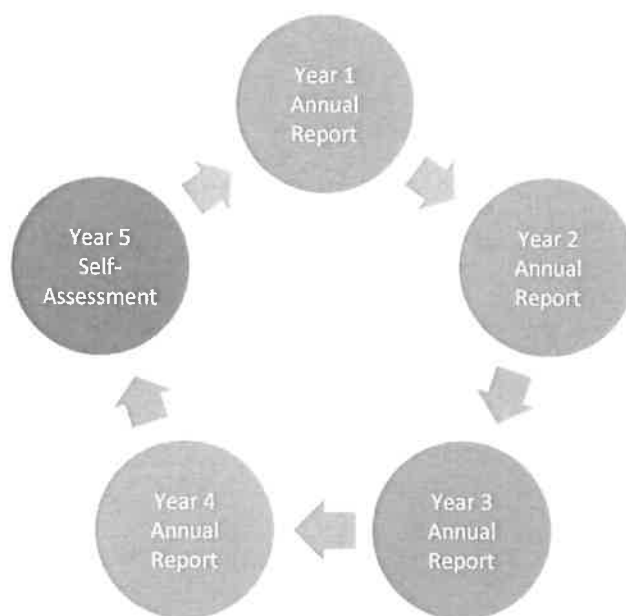 Year 1
Annual
Report
Year 2
Annual
Report
Year 3
Annual
Report
Year 4
Annual
Report
Year 5
Self-
Assessment